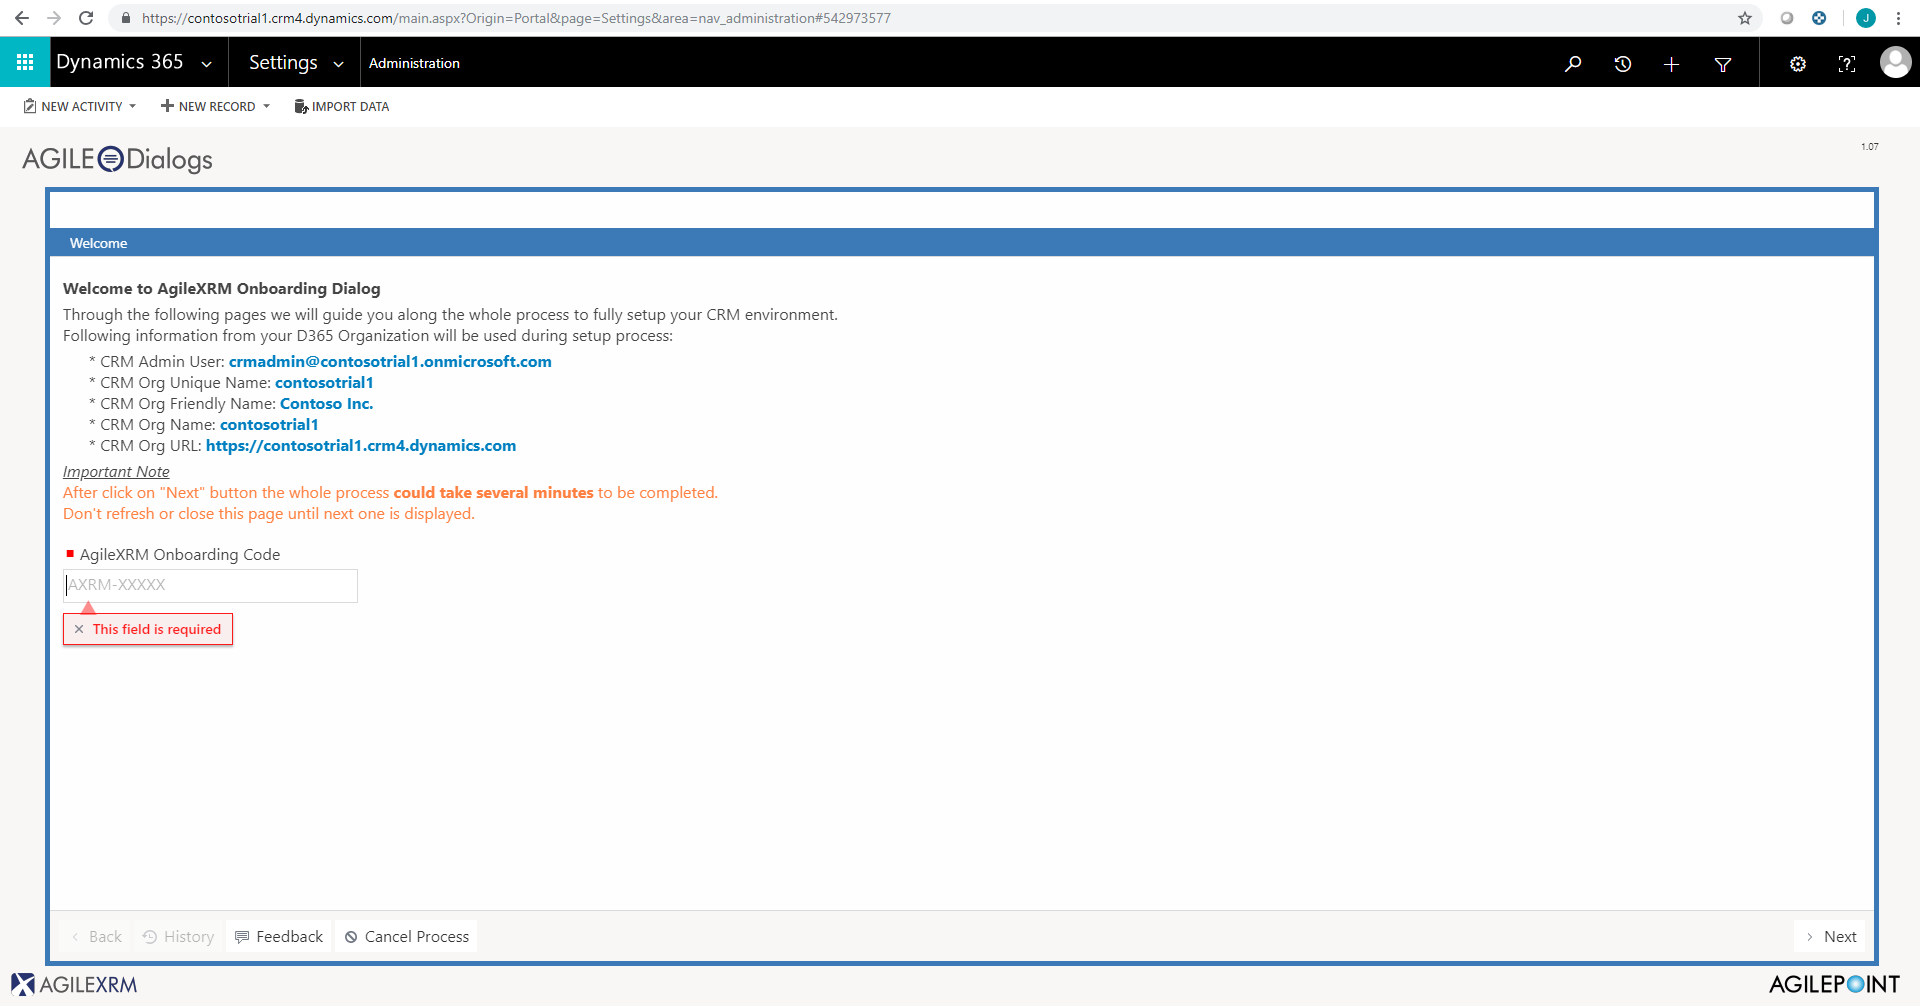 https://contosotrial1.crm4.dynamics.com/main.aspx?Origin=Portal&page=Settings&area=nav_administration#542973577
J
Dynamics 365 Settings Administration
NEW ACTIVITY NEW RECORD IMPORT DATA
AGILE Dialogs
1.07
Welcome
Welcome to AgileXRM Onboarding Dialog
Through the following pages we will guide you along the whole process to fully setup your CRM environment.
Following information from your D365 Organization will be used during setup process:
* CRM Admin User: crmadmin@contosotrial1.onmicrosoft.com
* CRM Org Unique Name: contosotrial1
* CRM Org Friendly Name: Contoso Inc.
* CRM Org Name: contosotrial1
* CRM Org URL: https://contosotrial1.crm4.dynamics.com
Important Note
After click on "Next" button the whole process could take several minutes to be completed.
Don't refresh or close this page until next one is displayed.
AgileXRM Onboarding Code
AXRM-XXXXX
This field is required
Back History Feedback Cancel Process Next
AGILEXRM
AGILEPOINT